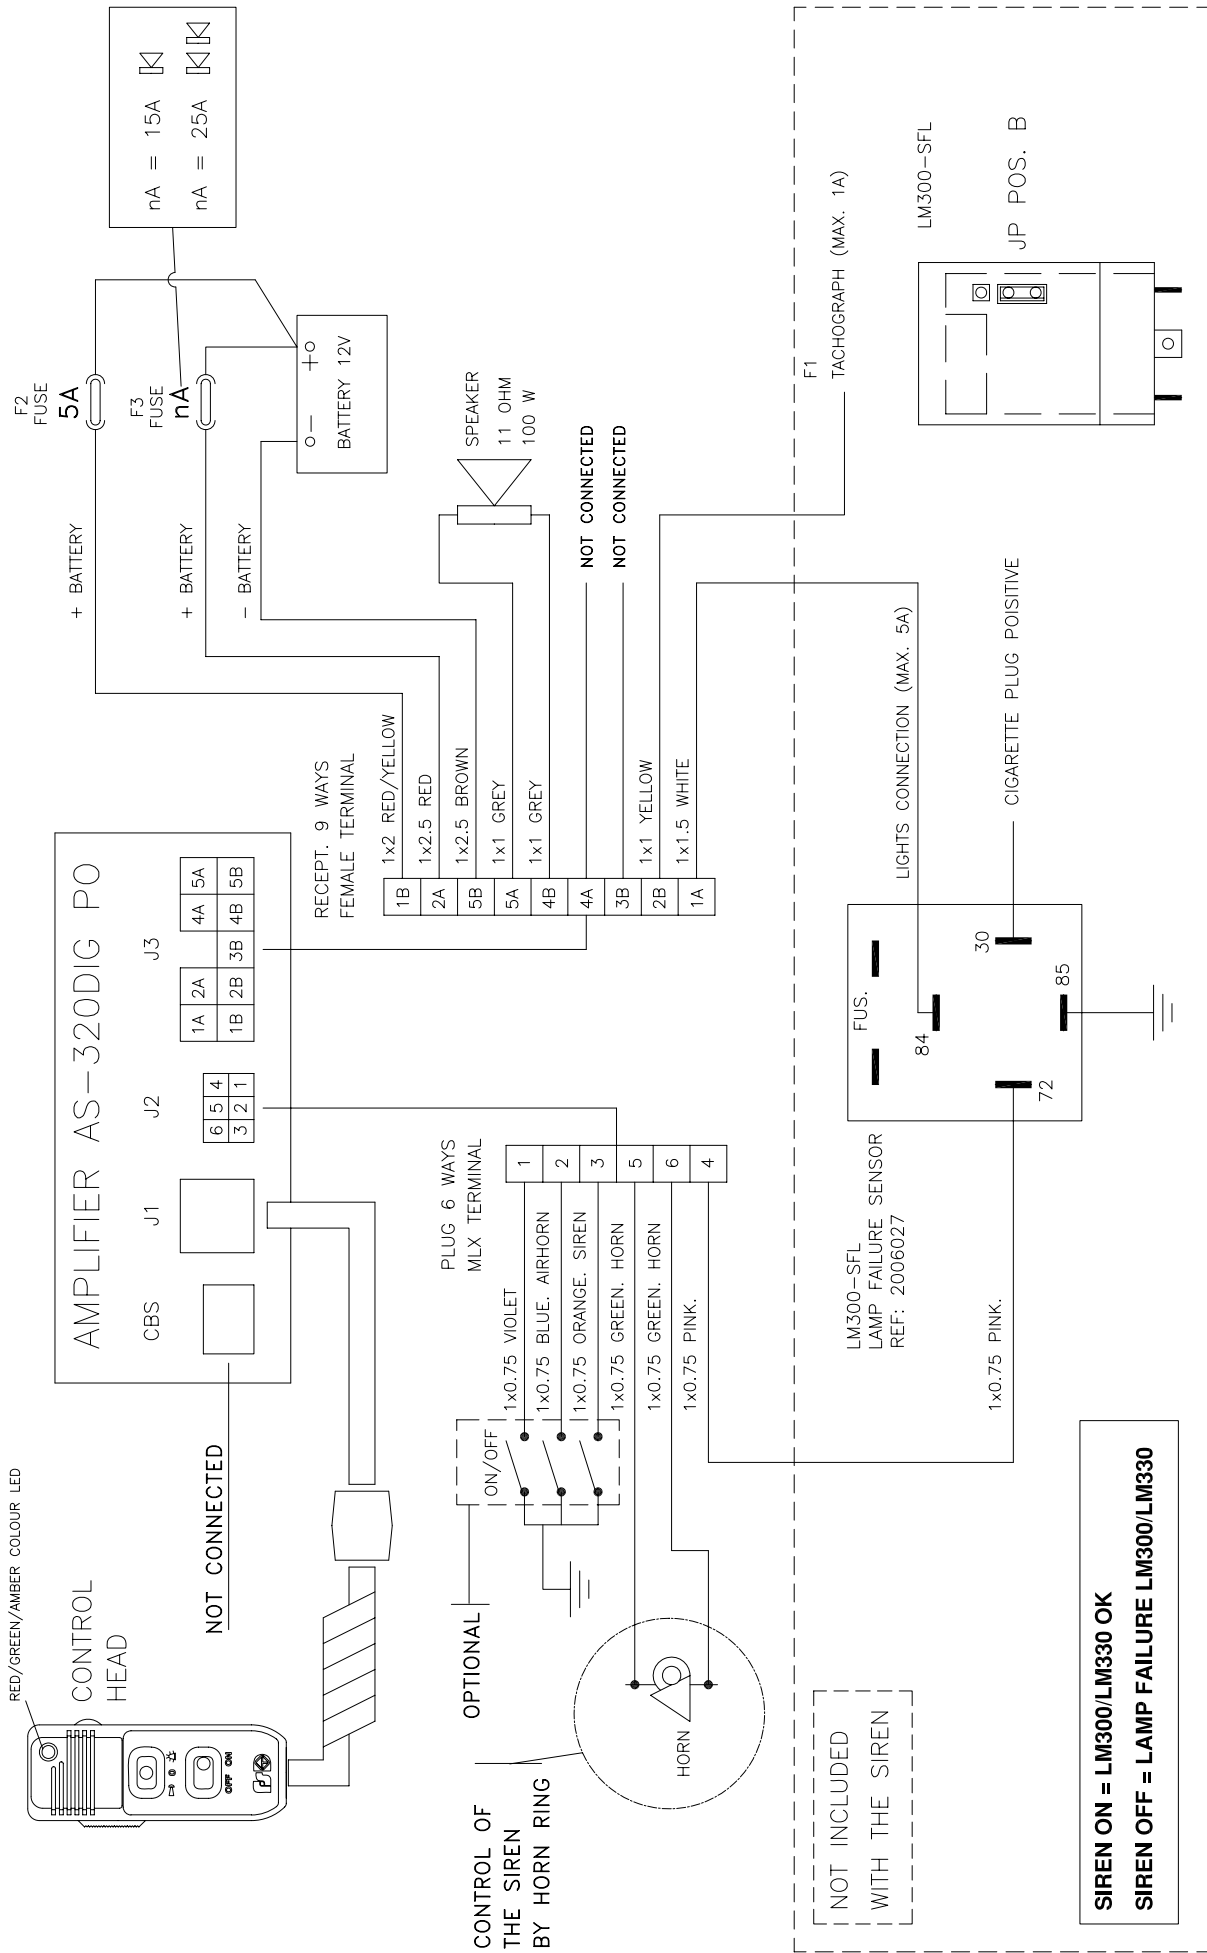 RED/GREEN/AMBER COLOUR LED
CONTROL
HEAD
OFF ON
NOT CONNECTED
AMPLIFIER AS-320DIG PO
CBS
J1
J2
J3
6 5 4
3 2 1
1A 2A 4A 5A
1B 2B 3B 4B 5B
F2
FUSE
5A
F3
FUSE
nA
nA = 15A
nA = 25A
+ BATTERY
+ BATTERY
- BATTERY
- +
BATTERY 12V
SPEAKER
11 OHM
100 W
NOT CONNECTED
NOT CONNECTED
F1
TACHOGRAPH (MAX. 1A)
RECEPT. 9 WAYS
FEMALE TERMINAL
1B 1x2 RED/YELLOW
2A 1x2.5 RED
5B 1x2.5 BROWN
5A 1x1 GREY
4B 1x1 GREY
4A
3B
2B 1x1 YELLOW
1A 1x1.5 WHITE
PLUG 6 WAYS
MLX TERMINAL
1x0.75 VIOLET 1
1x0.75 BLUE. AIRHORN 2
1x0.75 ORANGE. SIREN 3
1x0.75 GREEN. HORN 5
1x0.75 GREEN. HORN 6
1x0.75 PINK. 4
ON/OFF
OPTIONAL
CONTROL OF
THE SIREN
BY HORN RING
HORN
NOT INCLUDED
WITH THE SIREN
LM300-SFL
LAMP FAILURE SENSOR
REF: 2006027
1x0.75 PINK.
FUS.
84
30
85
72
LIGHTS CONNECTION (MAX. 5A)
CIGARETTE PLUG POISITIVE
LM300-SFL
JP POS. B
SIREN ON = LM300/LM330 OK
SIREN OFF = LAMP FAILURE LM300/LM330